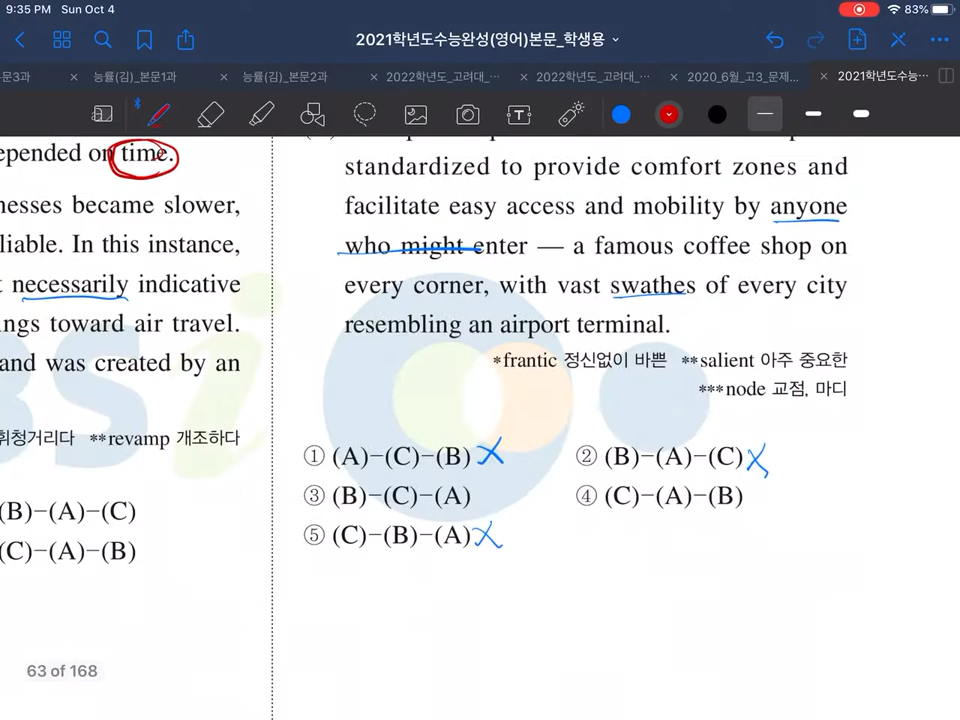 9:35 PM Sun Oct 4
83%
2021학년도수능완성(영어)본문_학생용
문3과
능률(김)_본문1과
능률(김)_본문2과
2022학년도_고려대_…
2022학년도_고려대_…
2020_6월_고3_문제…
2021학년도수능…
epended on time.
nesses became slower,
liable. In this instance,
t necessarily indicative
ings toward air travel.
and was created by an
휘청거리다 **revamp 개조하다
(B)−(A)−(C)
(C)−(A)−(B)
standardized to provide comfort zones and
facilitate easy access and mobility by anyone
who might enter — a famous coffee shop on
every corner, with vast swathes of every city
resembling an airport terminal.
*frantic 정신없이 바쁜 **salient 아주 중요한
***node 교점, 마디
① (A)−(C)−(B) ② (B)−(A)−(C)
③ (B)−(C)−(A) ④ (C)−(A)−(B)
⑤ (C)−(B)−(A)
63 of 168